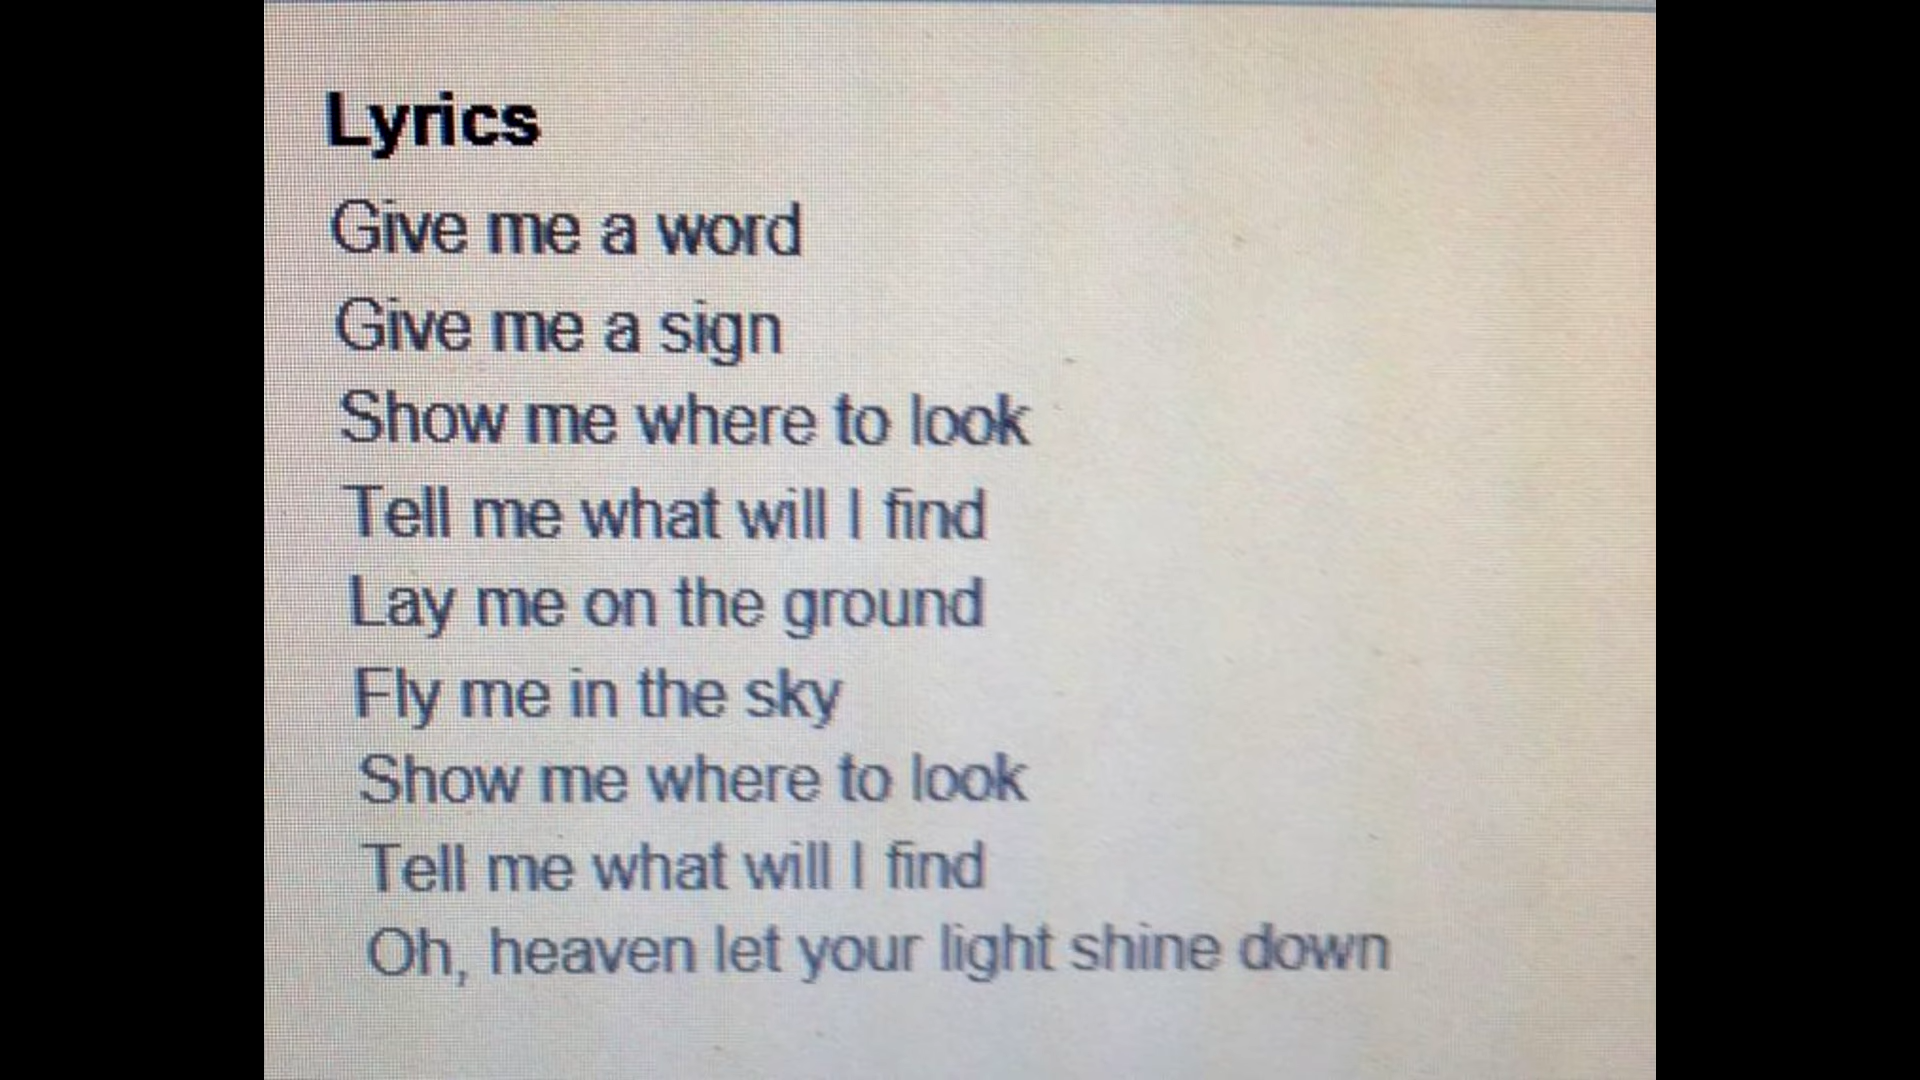 Lyrics
Give me a word
Give me a sign
Show me where to look
Tell me what will I find
Lay me on the ground
Fly me in the sky
Show me where to look
Tell me what will I find
Oh, heaven let your light shine down